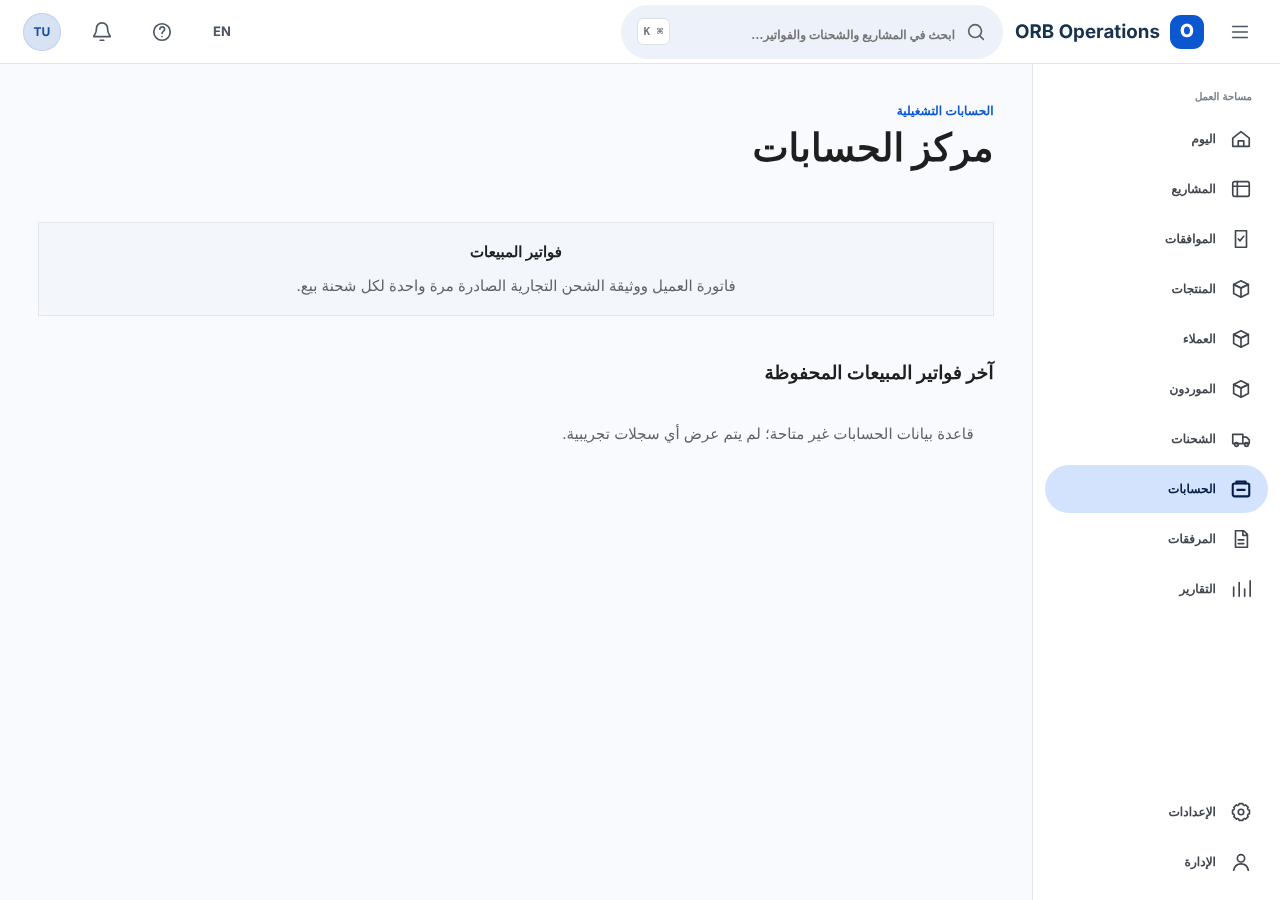 O ORB Operations
ابحث في المشاريع والشحنات والفواتير...
⌘ K
EN
TU
مساحة العمل
اليوم
المشاريع
الموافقات
المنتجات
العملاء
الموردون
الشحنات
الحسابات
المرفقات
التقارير
الإعدادات
الإدارة
الحسابات التشغيلية
مركز الحسابات
فواتير المبيعات
فاتورة العميل ووثيقة الشحن التجارية الصادرة مرة واحدة لكل شحنة بيع.
آخر فواتير المبيعات المحفوظة
قاعدة بيانات الحسابات غير متاحة؛ لم يتم عرض أي سجلات تجريبية.